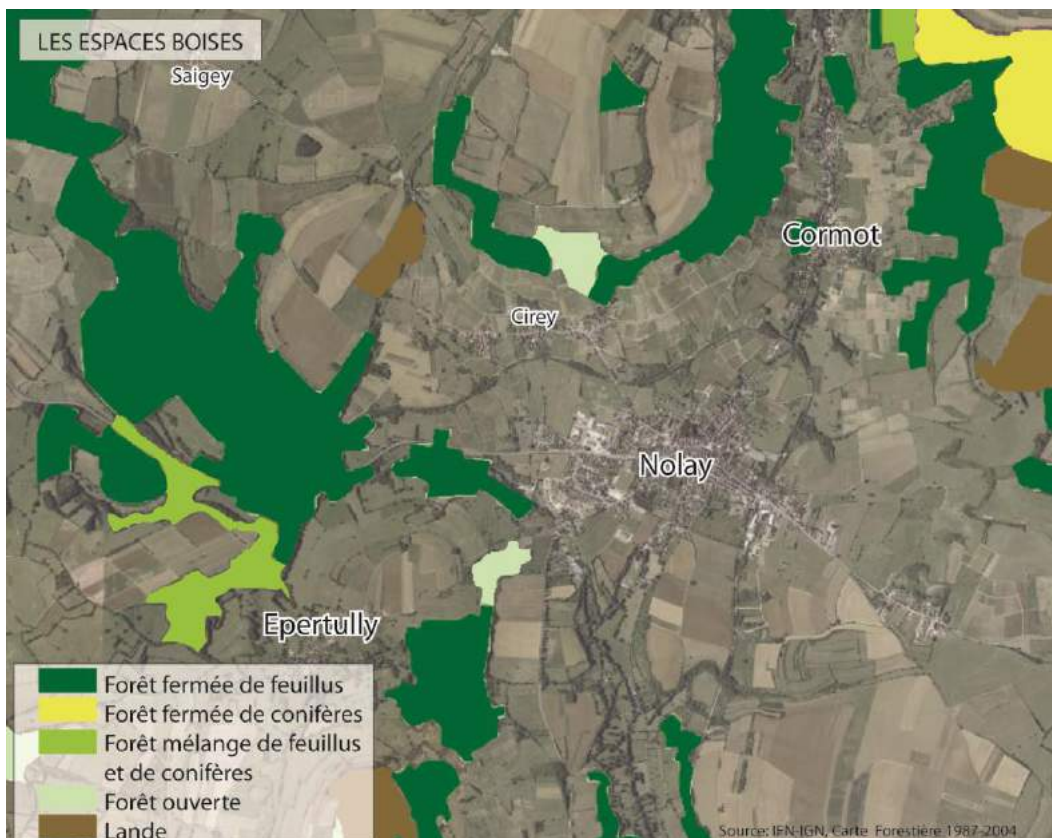 LES ESPACES BOISES
Saigey
Cormot
Cirey
Nolay
Epertully
Forêt fermée de feuillus
Forêt fermée de conifères
Forêt mélange de feuillus
et de conifères
Forêt ouverte
Lande
Source: IFN-IGN, Carte Forestière 1987-2004